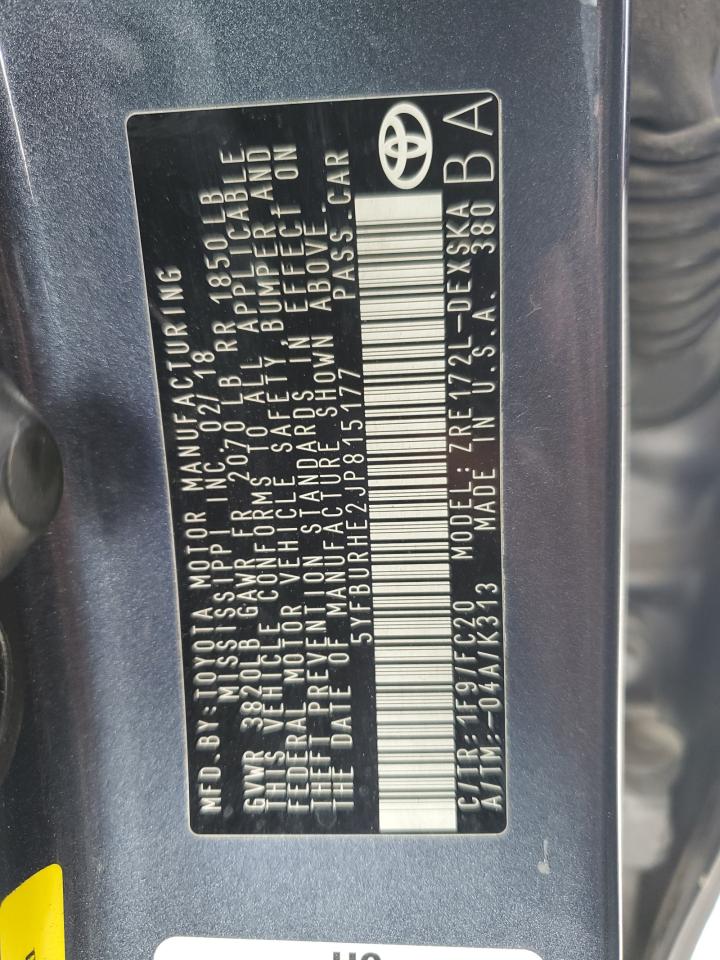 MFD.BY:TOYOTA MOTOR MANUFACTURING
MISSISSIPPI INC. 02/18
GVWR 3820LB GAWR FR 2070LB RR 1850LB
THIS VEHICLE CONFORMS TO ALL APPLICABLE
FEDERAL MOTOR VEHICLE SAFETY, BUMPER AND
THEFT PREVENTION STANDARDS IN EFFECT ON
THE DATE OF MANUFACTURE SHOWN ABOVE.
5YFBURHE2JP815177 PASS.CAR
C/TR:1F9/FC20 MODEL:ZRE172L-DEXSKA
A/TM:-04A/K313 MADE IN U.S.A. 380
BA